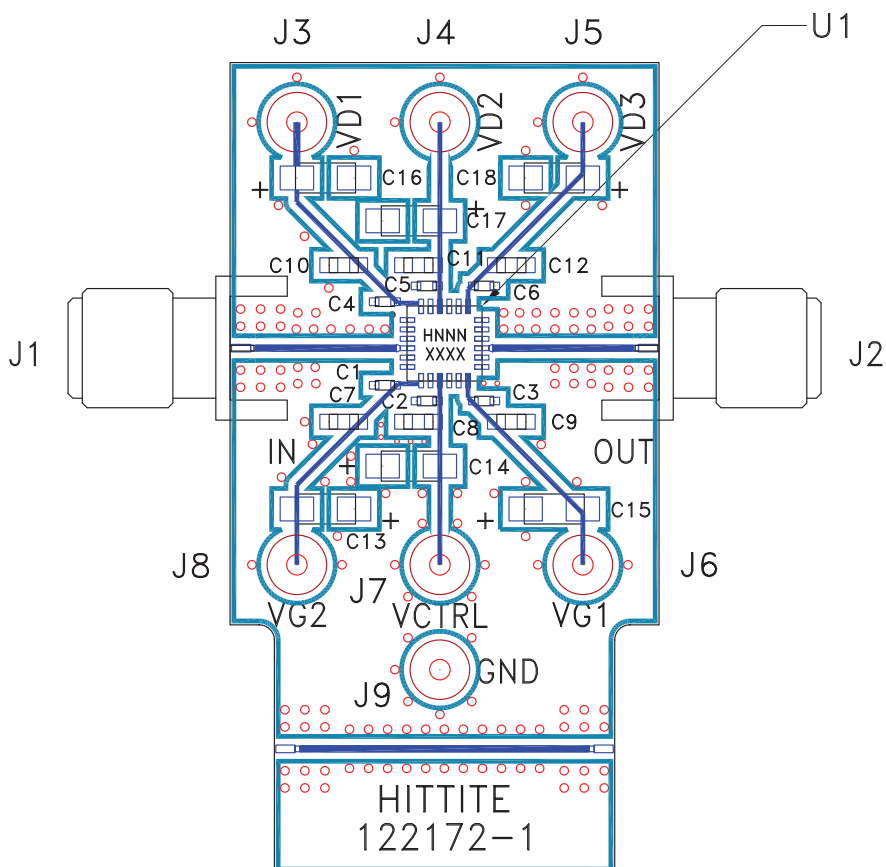 J3 J4 J5 U1
VD1 VD2 VD3
C16 C18
+ + +
C17
C10 C11 C12
C5 C6
C4
HNNN
XXXX
J1 J2
C1
C7 C2 C3
C8 C9
IN OUT
+ C14
C15
+ +
C13
J8 J7 J6
VG2 VCTRL VG1
GND
J9
HITTITE
122172-1